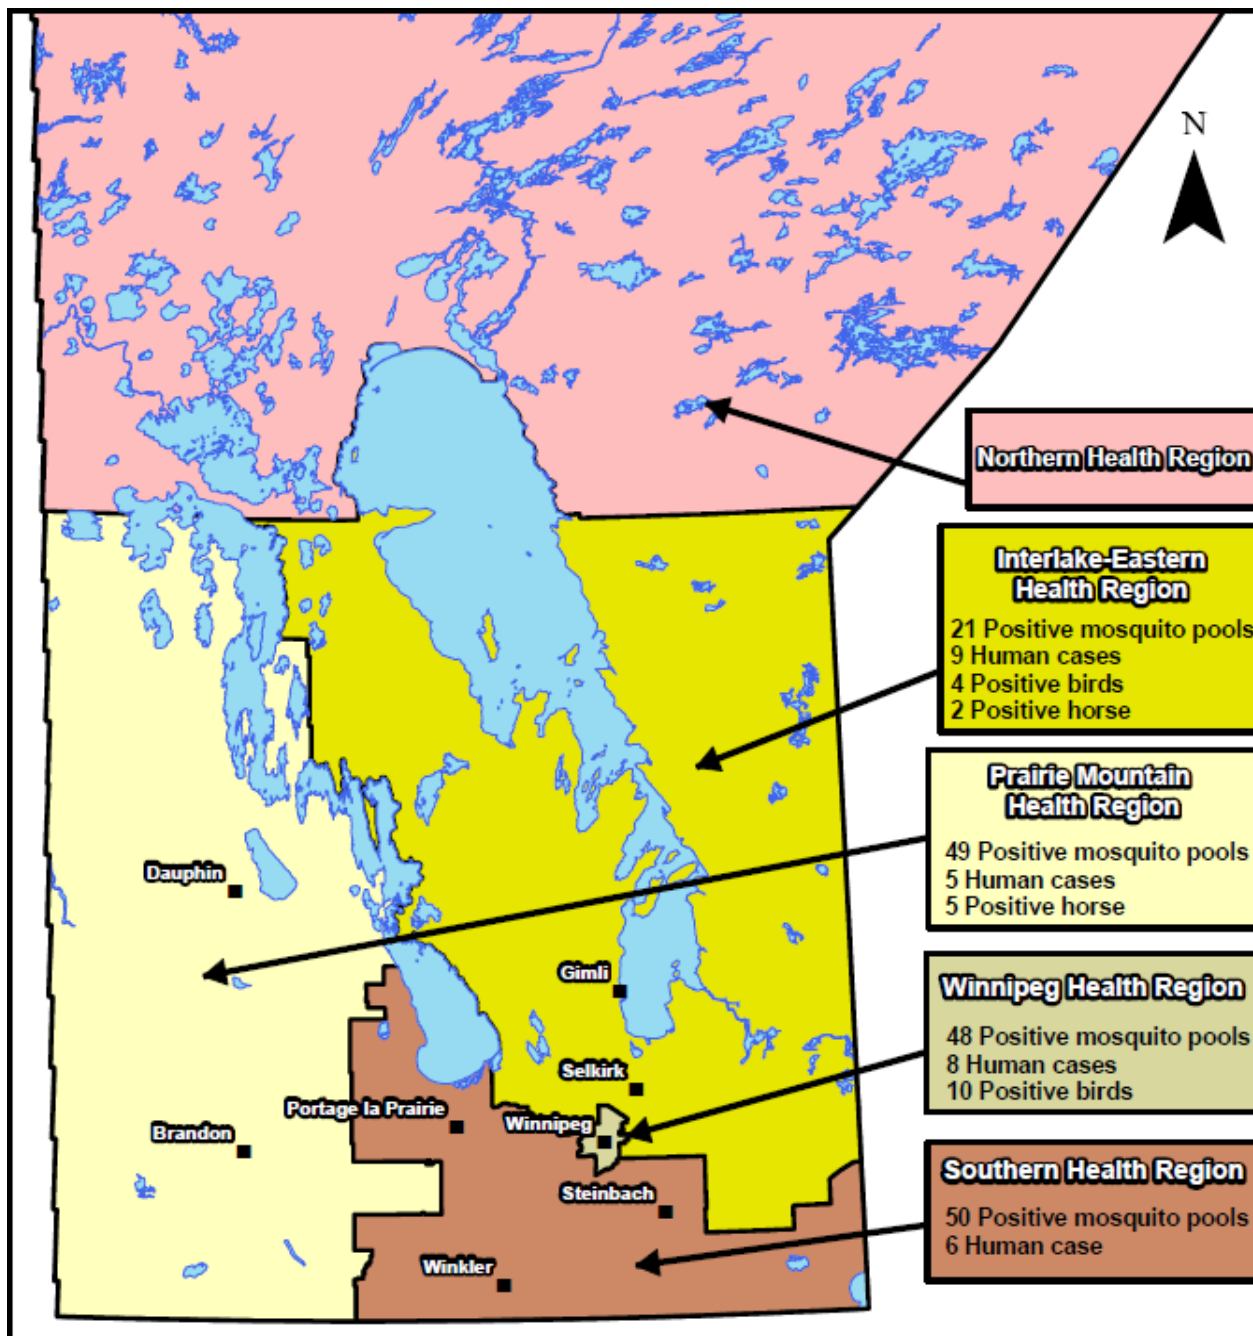 N
Northern Health Region
Interlake-Eastern
Health Region
21 Positive mosquito pools
9 Human cases
4 Positive birds
2 Positive horse
Prairie Mountain
Health Region
49 Positive mosquito pools
5 Human cases
5 Positive horse
Dauphin
Gimli
Winnipeg Health Region
48 Positive mosquito pools
8 Human cases
10 Positive birds
Selkirk
Portage la Prairie
Winnipeg
Brandon
Southern Health Region
50 Positive mosquito pools
6 Human case
Steinbach
Winkler